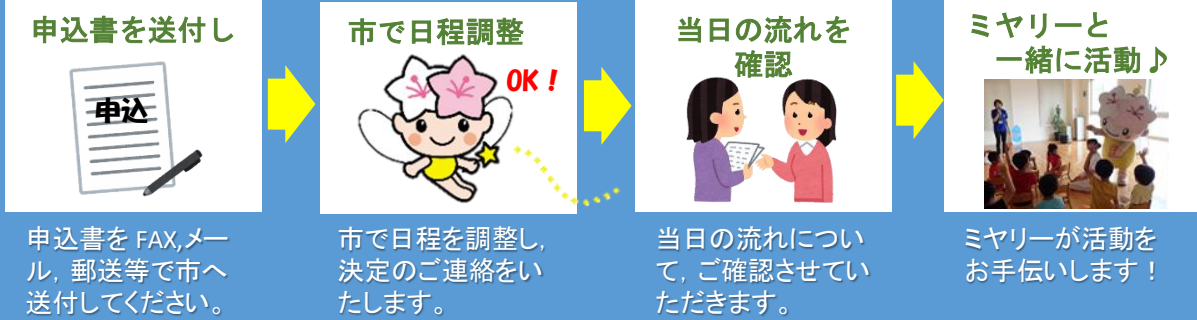 申込書を送付し
申込
申込書を FAX,メー
ル，郵送等で市へ
送付してください。
市で日程調整
OK！
市で日程を調整し，
決定のご連絡をい
たします。
当日の流れを
確認
当日の流れについ
て，ご確認させてい
ただきます。
ミヤリーと
一緒に活動♪
ミヤリーが活動を
お手伝いします！